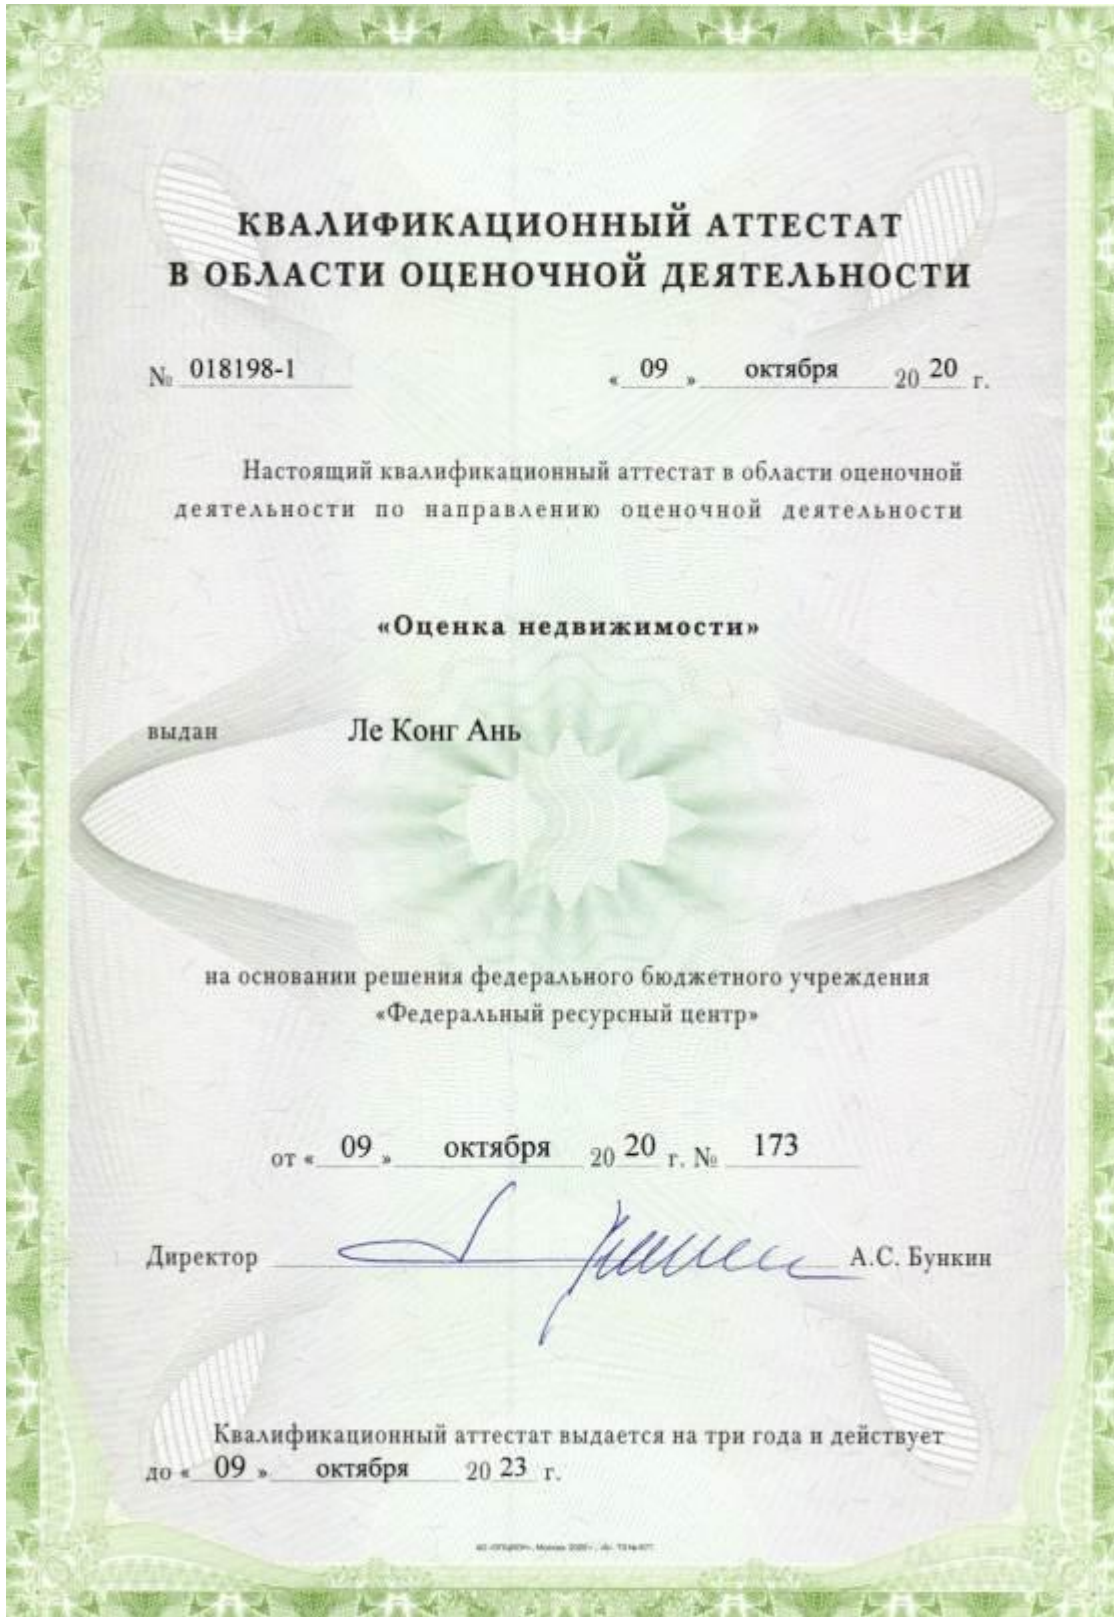 КВАЛИФИКАЦИОННЫЙ АТТЕСТАТ
В ОБЛАСТИ ОЦЕНОЧНОЙ ДЕЯТЕЛЬНОСТИ
№ 018198-1 « 09 » октября 20 20 г.
Настоящий квалификационный аттестат в области оценочной
деятельности по направлению оценочной деятельности
«Оценка недвижимости»
выдан Ле Конг Ань
на основании решения федерального бюджетного учреждения
«Федеральный ресурсный центр»
от « 09 » октября 20 20 г. № 173
Директор А.С. Бункин
Квалификационный аттестат выдается на три года и действует
до « 09 » октября 20 23 г.
АО «ОПЦИОН», Москва